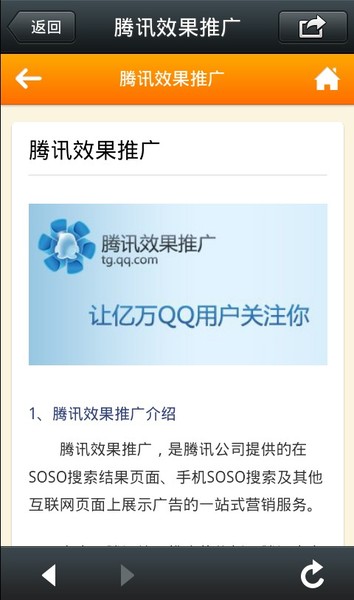 返回
腾讯效果推广
腾讯效果推广
腾讯效果推广
腾讯效果推广
tg.qq.com
让亿万QQ用户关注你
1、腾讯效果推广介绍
腾讯效果推广，是腾讯公司提供的在
SOSO搜索结果页面、手机SOSO搜索及其他
互联网页面上展示广告的一站式营销服务。